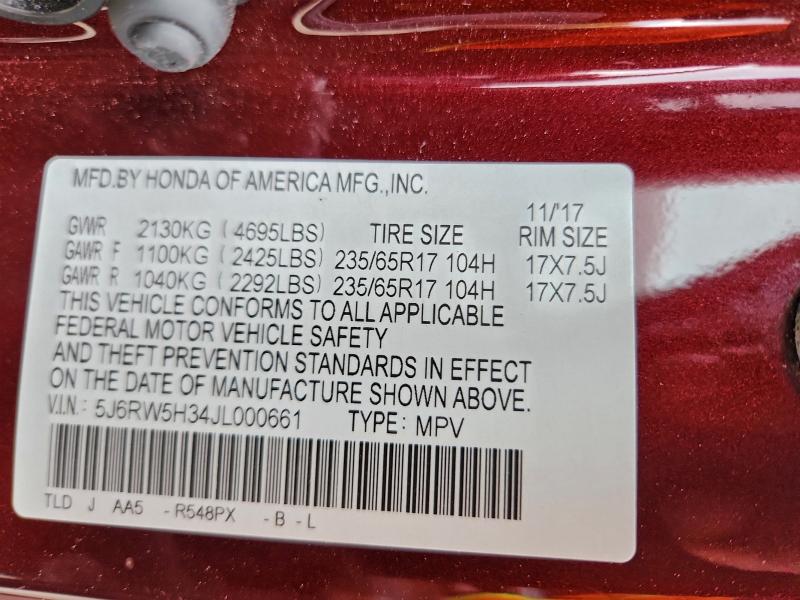 MFD.BY HONDA OF AMERICA MFG.,INC.
11/'17
GVWR 2130KG (4695LBS) TIRE SIZE RIM SIZE
GAWR F 1100KG (2425LBS) 235/65R17 104H 17X7.5J
GAWR R 1040KG (2292LBS) 235/65R17 104H 17X7.5J
THIS VEHICLE CONFORMS TO ALL APPLICABLE
FEDERAL MOTOR VEHICLE SAFETY
AND THEFT PREVENTION STANDARDS IN EFFECT
ON THE DATE OF MANUFACTURE SHOWN ABOVE.
V.I.N.: 5J6RW5H34JL000661 TYPE: MPV
TLD J AA5 -R548PX -B -L